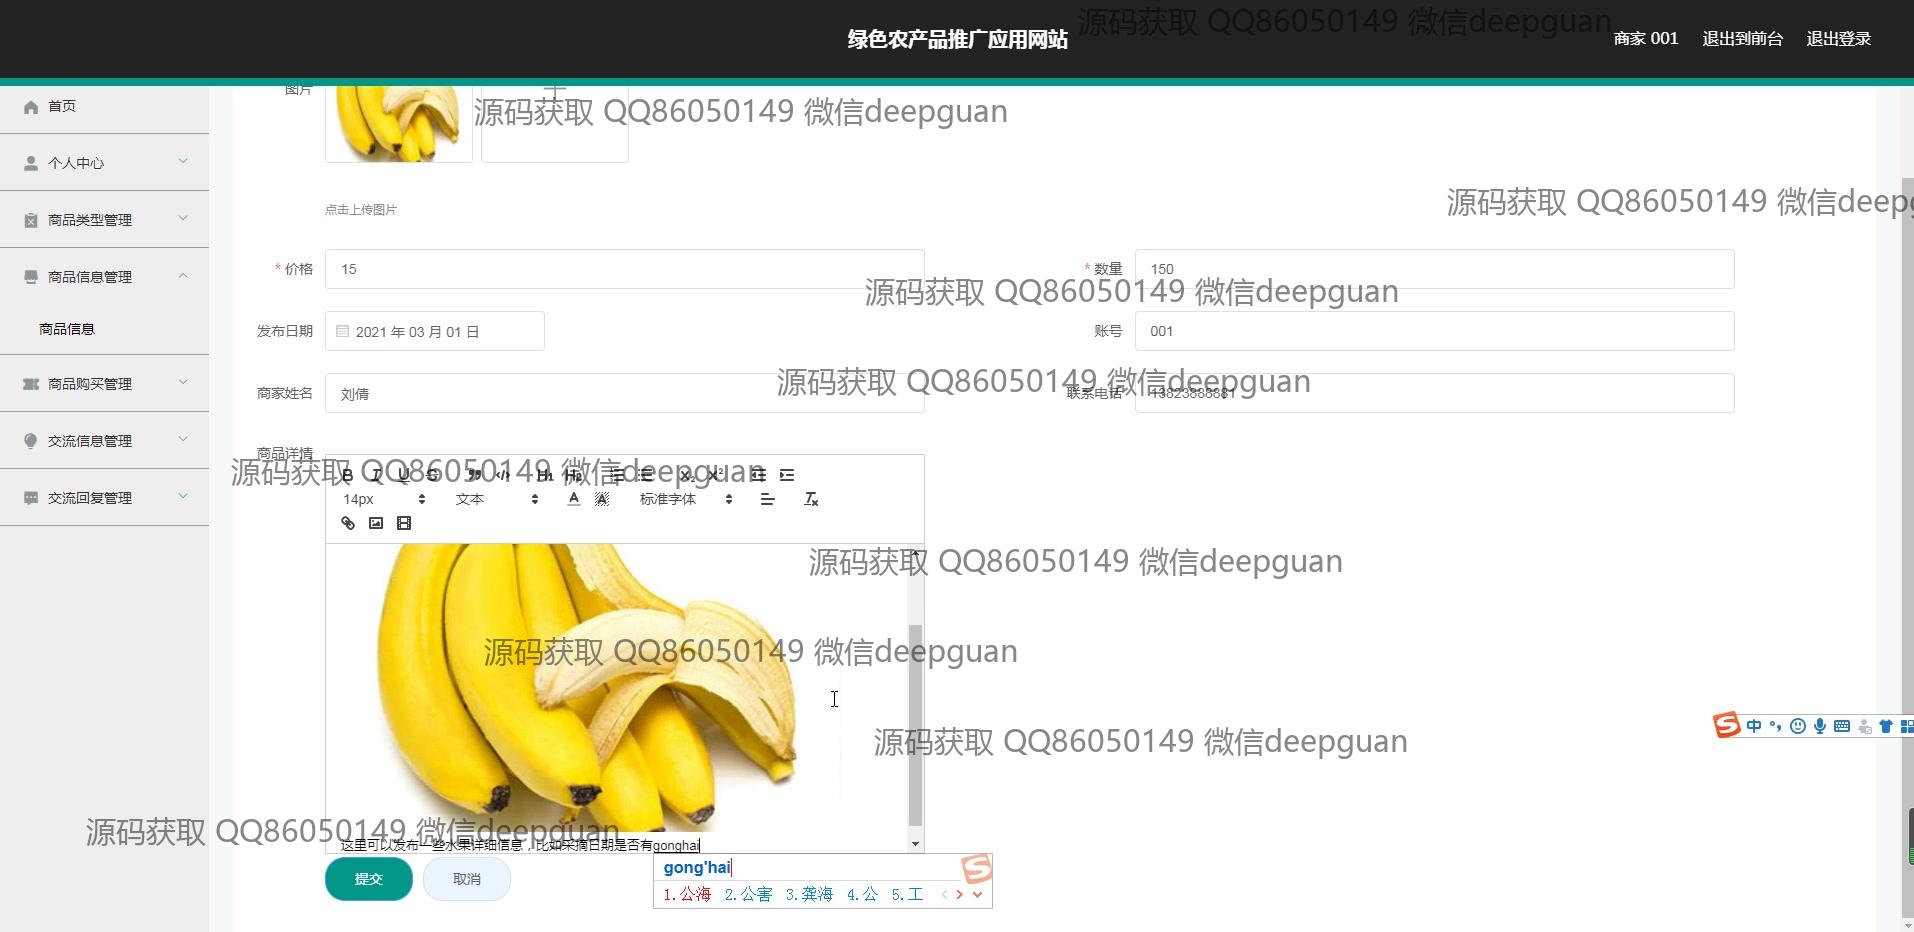 绿色农产品推广应用网站
源码获取 QQ86050149 微信deepguan
商家 001 退出到前台 退出登录
首页
个人中心
商品类型管理
商品信息管理
商品信息
商品购买管理
交流信息管理
交流回复管理
图片
源码获取 QQ86050149 微信deepguan
点击上传图片
源码获取 QQ86050149 微信deepg
* 价格 15
* 数量 150
源码获取 QQ86050149 微信deepguan
发布日期 2021 年 03 月 01 日
账号 001
源码获取 QQ86050149 微信deepguan
商家姓名 刘倩
联系电话 13823888881
商品详情
源码获取 QQ86050149 微信deepguan
B I U S H1 H2 X₂ X²
14px 文本 A A 标准字体 Tx
源码获取 QQ86050149 微信deepguan
源码获取 QQ86050149 微信deepguan
中
源码获取 QQ86050149 微信deepguan
源码获取 QQ86050149 微信deepguan
这里可以发布一些水果详细信息，比如采摘日期是否有gonghai
gong'hai
1.公海 2.公害 3.龚海 4.公 5.工
提交 取消